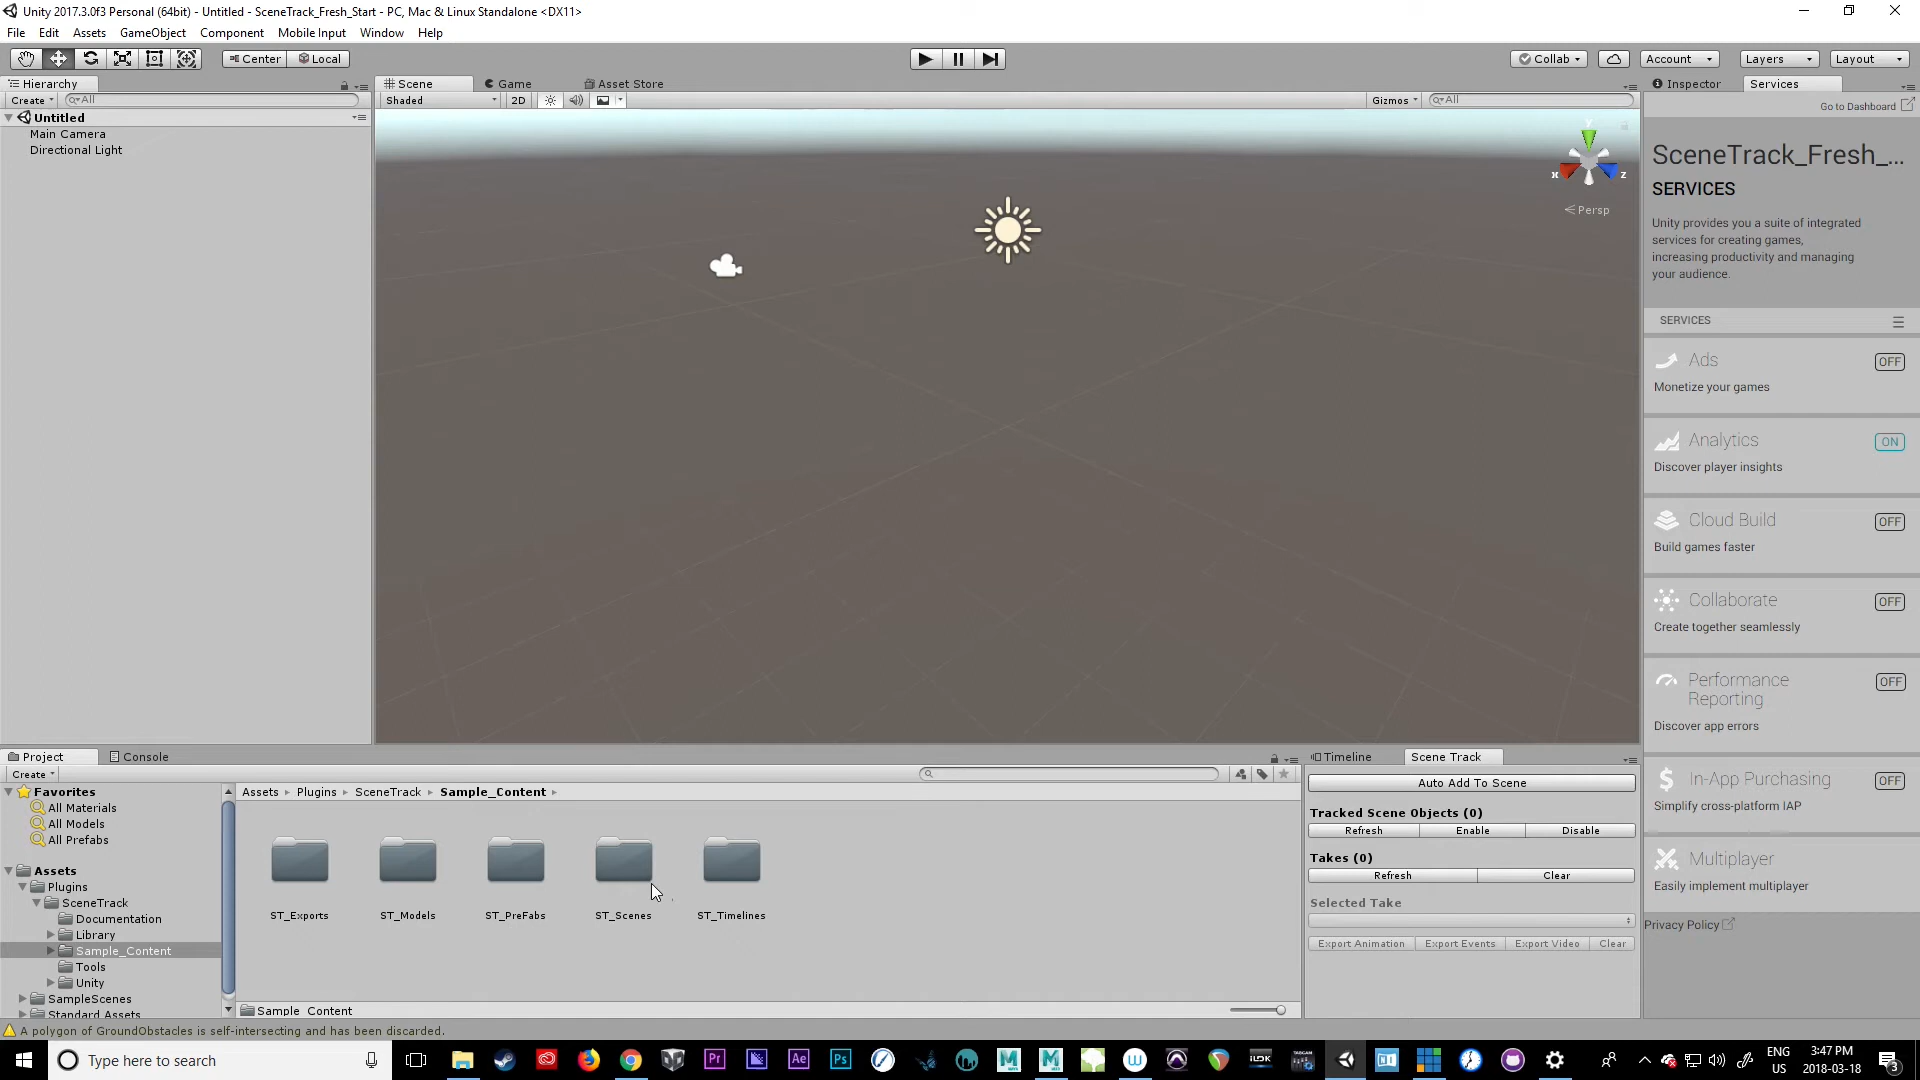 Unity 2017.3.0f3 Personal (64bit) - Untitled - SceneTrack_Fresh_Start - PC, Mac & Linux Standalone <DX11>
File Edit Assets GameObject Component Mobile Input Window Help
Center Local Collab Account Layers Layout
Hierarchy
Create All
Untitled
Main Camera
Directional Light
Scene Game Asset Store
Shaded 2D Gizmos All
y
x z
Persp
Inspector Services
Go to Dashboard
SceneTrack_Fresh_...
SERVICES
Unity provides you a suite of integrated
services for creating games,
increasing productivity and managing
your audience.
SERVICES
Ads OFF
Monetize your games
Analytics ON
Discover player insights
Cloud Build OFF
Build games faster
Collaborate OFF
Create together seamlessly
Performance
Reporting OFF
Discover app errors
In-App Purchasing OFF
Simplify cross-platform IAP
Multiplayer
Easily implement multiplayer
Privacy Policy
Project Console
Create
Favorites
All Materials
All Models
All Prefabs
Assets
Plugins
SceneTrack
Documentation
Library
Sample_Content
Tools
Unity
SampleScenes
Standard Assets
Assets Plugins SceneTrack Sample_Content
ST_Exports ST_Models ST_PreFabs ST_Scenes ST_Timelines
Sample_Content
Timeline Scene Track
Auto Add To Scene
Tracked Scene Objects (0)
Refresh Enable Disable
Takes (0)
Refresh Clear
Selected Take
Export Animation Export Events Export Video Clear
A polygon of GroundObstacles is self-intersecting and has been discarded.
Type here to search
Pr Ae Ps
ENG
US
3:47 PM
2018-03-18
3